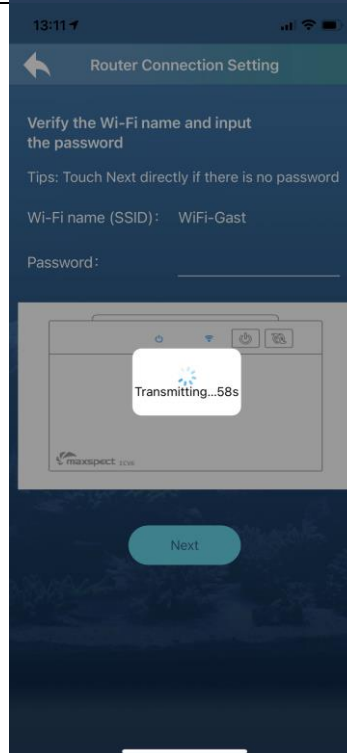 13:11
Router Connection Setting
Verify the Wi-Fi name and input
the password
Tips: Touch Next directly if there is no password
Wi-Fi name (SSID): WiFi-Gast
Password:
Transmitting...58s
maxspect
Next